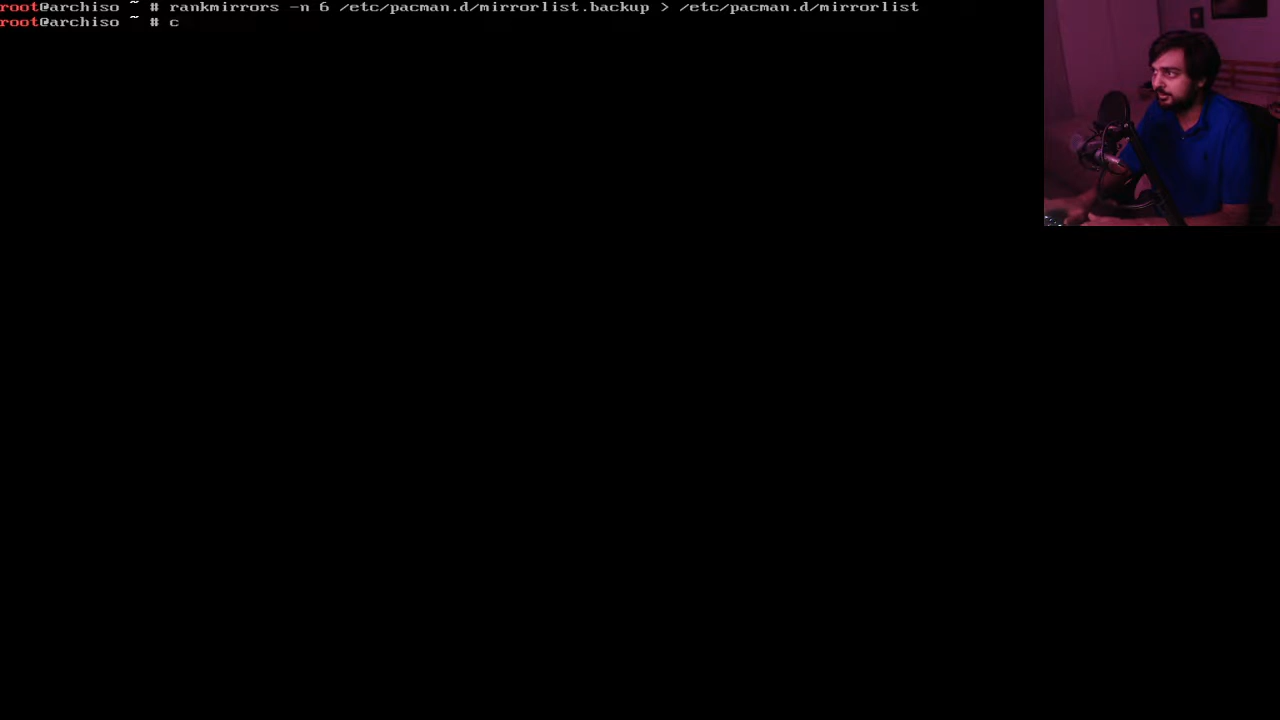 root@archiso ~ # rankmirrors -n 6 /etc/pacman.d/mirrorlist.backup > /etc/pacman.d/mirrorlist
root@archiso ~ # c